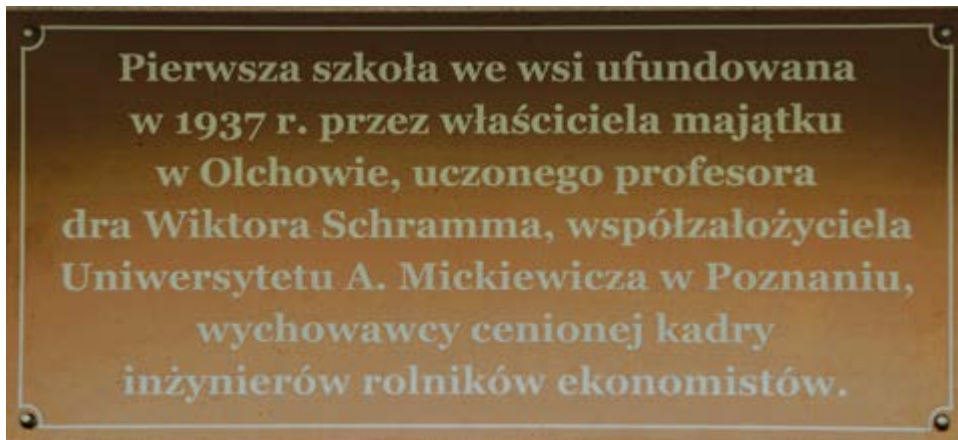 Pierwsza szkoła we wsi ufundowana
w 1937 r. przez właściciela majątku
w Olchowie, uczonego profesora
dra Wiktora Schramma, współzałożyciela
Uniwersytetu A. Mickiewicza w Poznaniu,
wychowawcy cenionej kadry
inżynierów rolników ekonomistów.